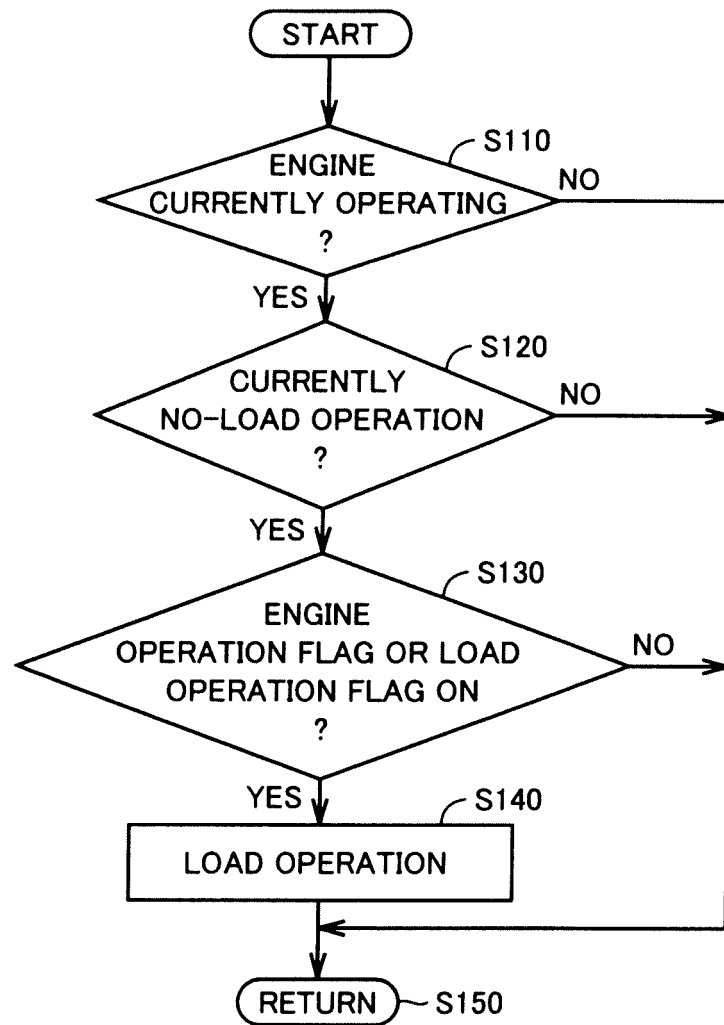 START
S110
ENGINE
CURRENTLY OPERATING
?
NO
YES
S120
CURRENTLY
NO-LOAD OPERATION
?
NO
YES
S130
ENGINE
OPERATION FLAG OR LOAD
OPERATION FLAG ON
?
NO
YES
S140
LOAD OPERATION
RETURN
S150